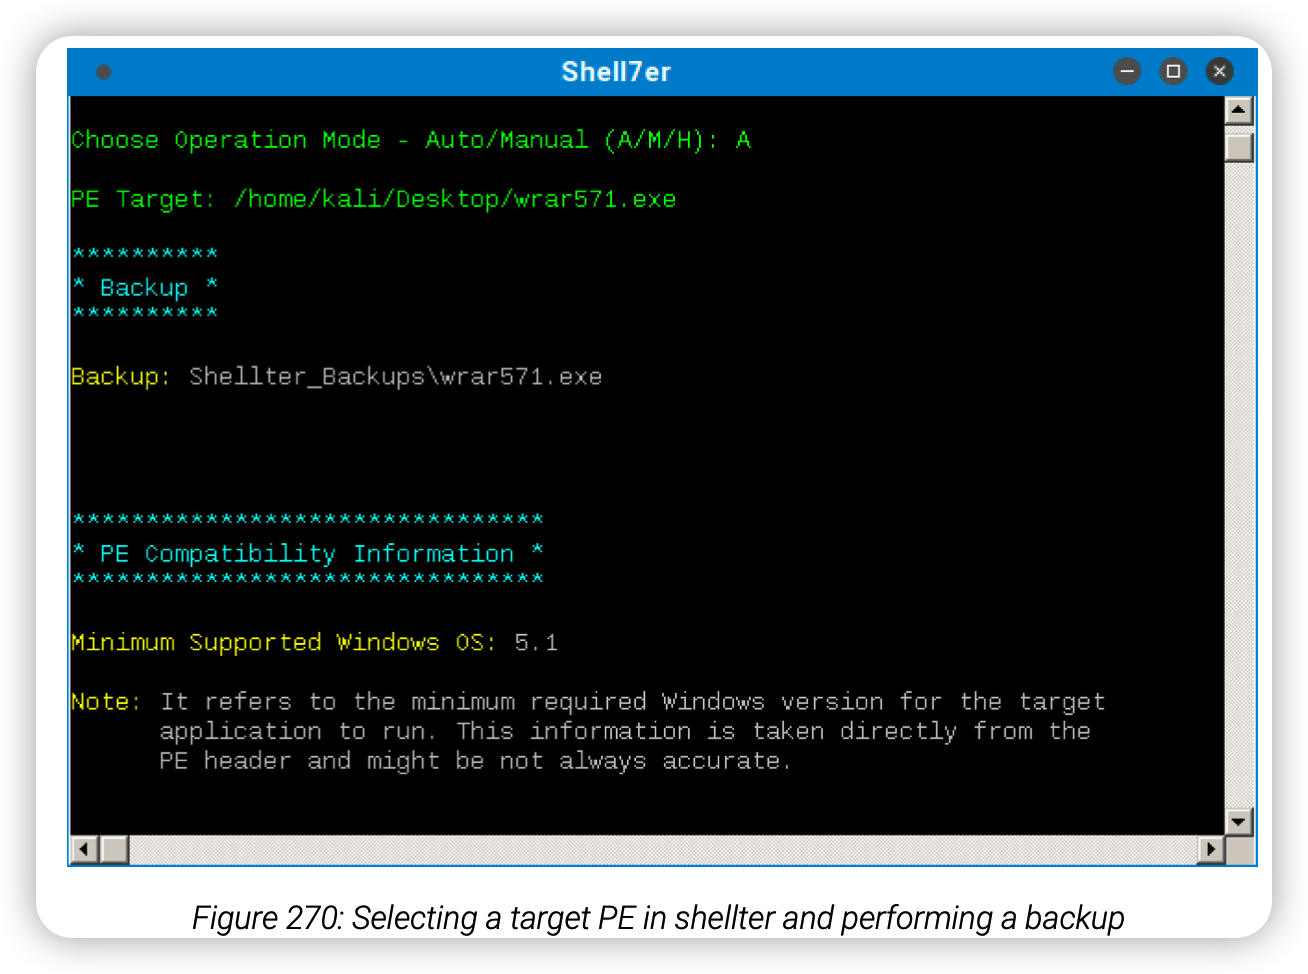 Shell7er
Choose Operation Mode - Auto/Manual (A/M/H): A
PE Target: /home/kali/Desktop/wrar571.exe
**********
* Backup *
**********
Backup: Shellter_Backups\wrar571.exe
********************************
* PE Compatibility Information *
********************************
Minimum Supported Windows OS: 5.1
Note: It refers to the minimum required Windows version for the target
application to run. This information is taken directly from the
PE header and might be not always accurate.
Figure 270: Selecting a target PE in shellter and performing a backup